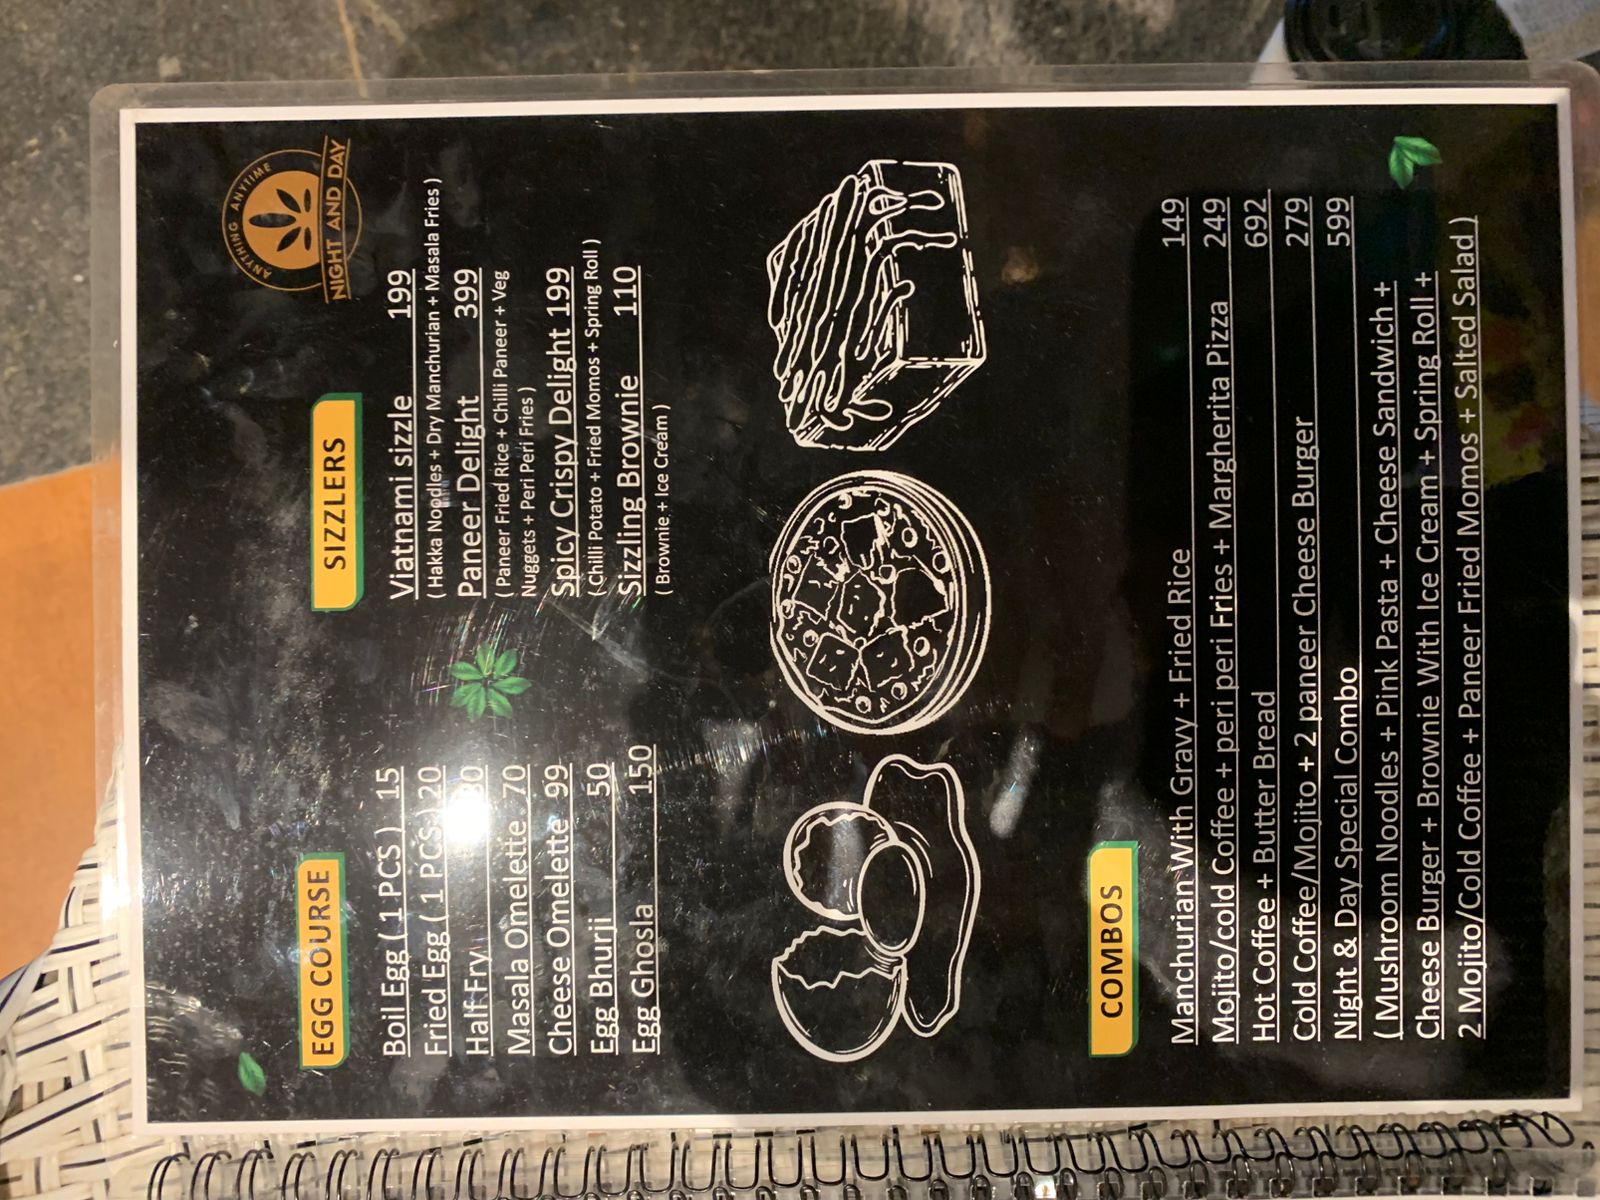 ANYTHING ANYTIME
NIGHT AND DAY
EGG COURSE
Boil Egg ( 1 PCS ) 15
Fried Egg ( 1 PCS ) 20
Half Fry
Masala Omelette 70
Cheese Omelette 99
Egg Bhurji 50
Egg Ghosla 150
SIZZLERS
Viatnami sizzle 199
( Hakka Noodles + Dry Manchurian + Masala Fries )
Paneer Delight 399
( Paneer Fried Rice + Chilli Paneer + Veg
Nuggets + Peri Peri Fries )
Spicy Crispy Delight 199
( Chilli Potato + Fried Momos + Spring Roll )
Sizzling Brownie 110
( Brownie + Ice Cream )
COMBOS
Manchurian With Gravy + Fried Rice 149
Mojito/cold Coffee + peri peri Fries + Margherita Pizza 249
Hot Coffee + Butter Bread 692
Cold Coffee/Mojito + 2 paneer Cheese Burger 279
Night & Day Special Combo 599
( Mushroom Noodles + Pink Pasta + Cheese Sandwich +
Cheese Burger + Brownie With Ice Cream + Spring Roll +
2 Mojito/Cold Coffee + Paneer Fried Momos + Salted Salad )